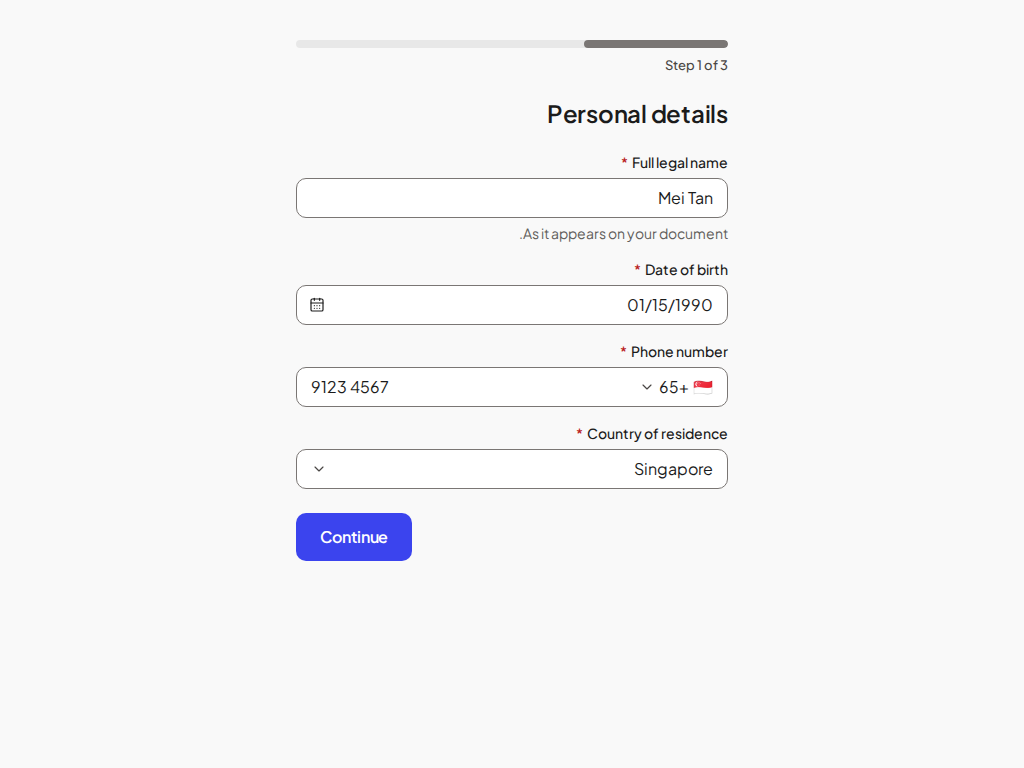 Step 1 of 3
Personal details
* Full legal name
Mei Tan
.As it appears on your document
* Date of birth
01/15/1990
* Phone number
65+ 9123 4567
* Country of residence
Singapore
Continue